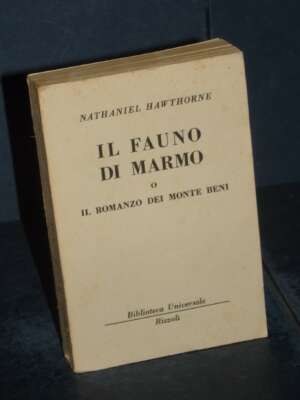 NATHANIEL HAWTHORNE
IL FAUNO
DI MARMO
O
IL ROMANZO DEI MONTE BENI
Biblioteca Universale
Rizzoli